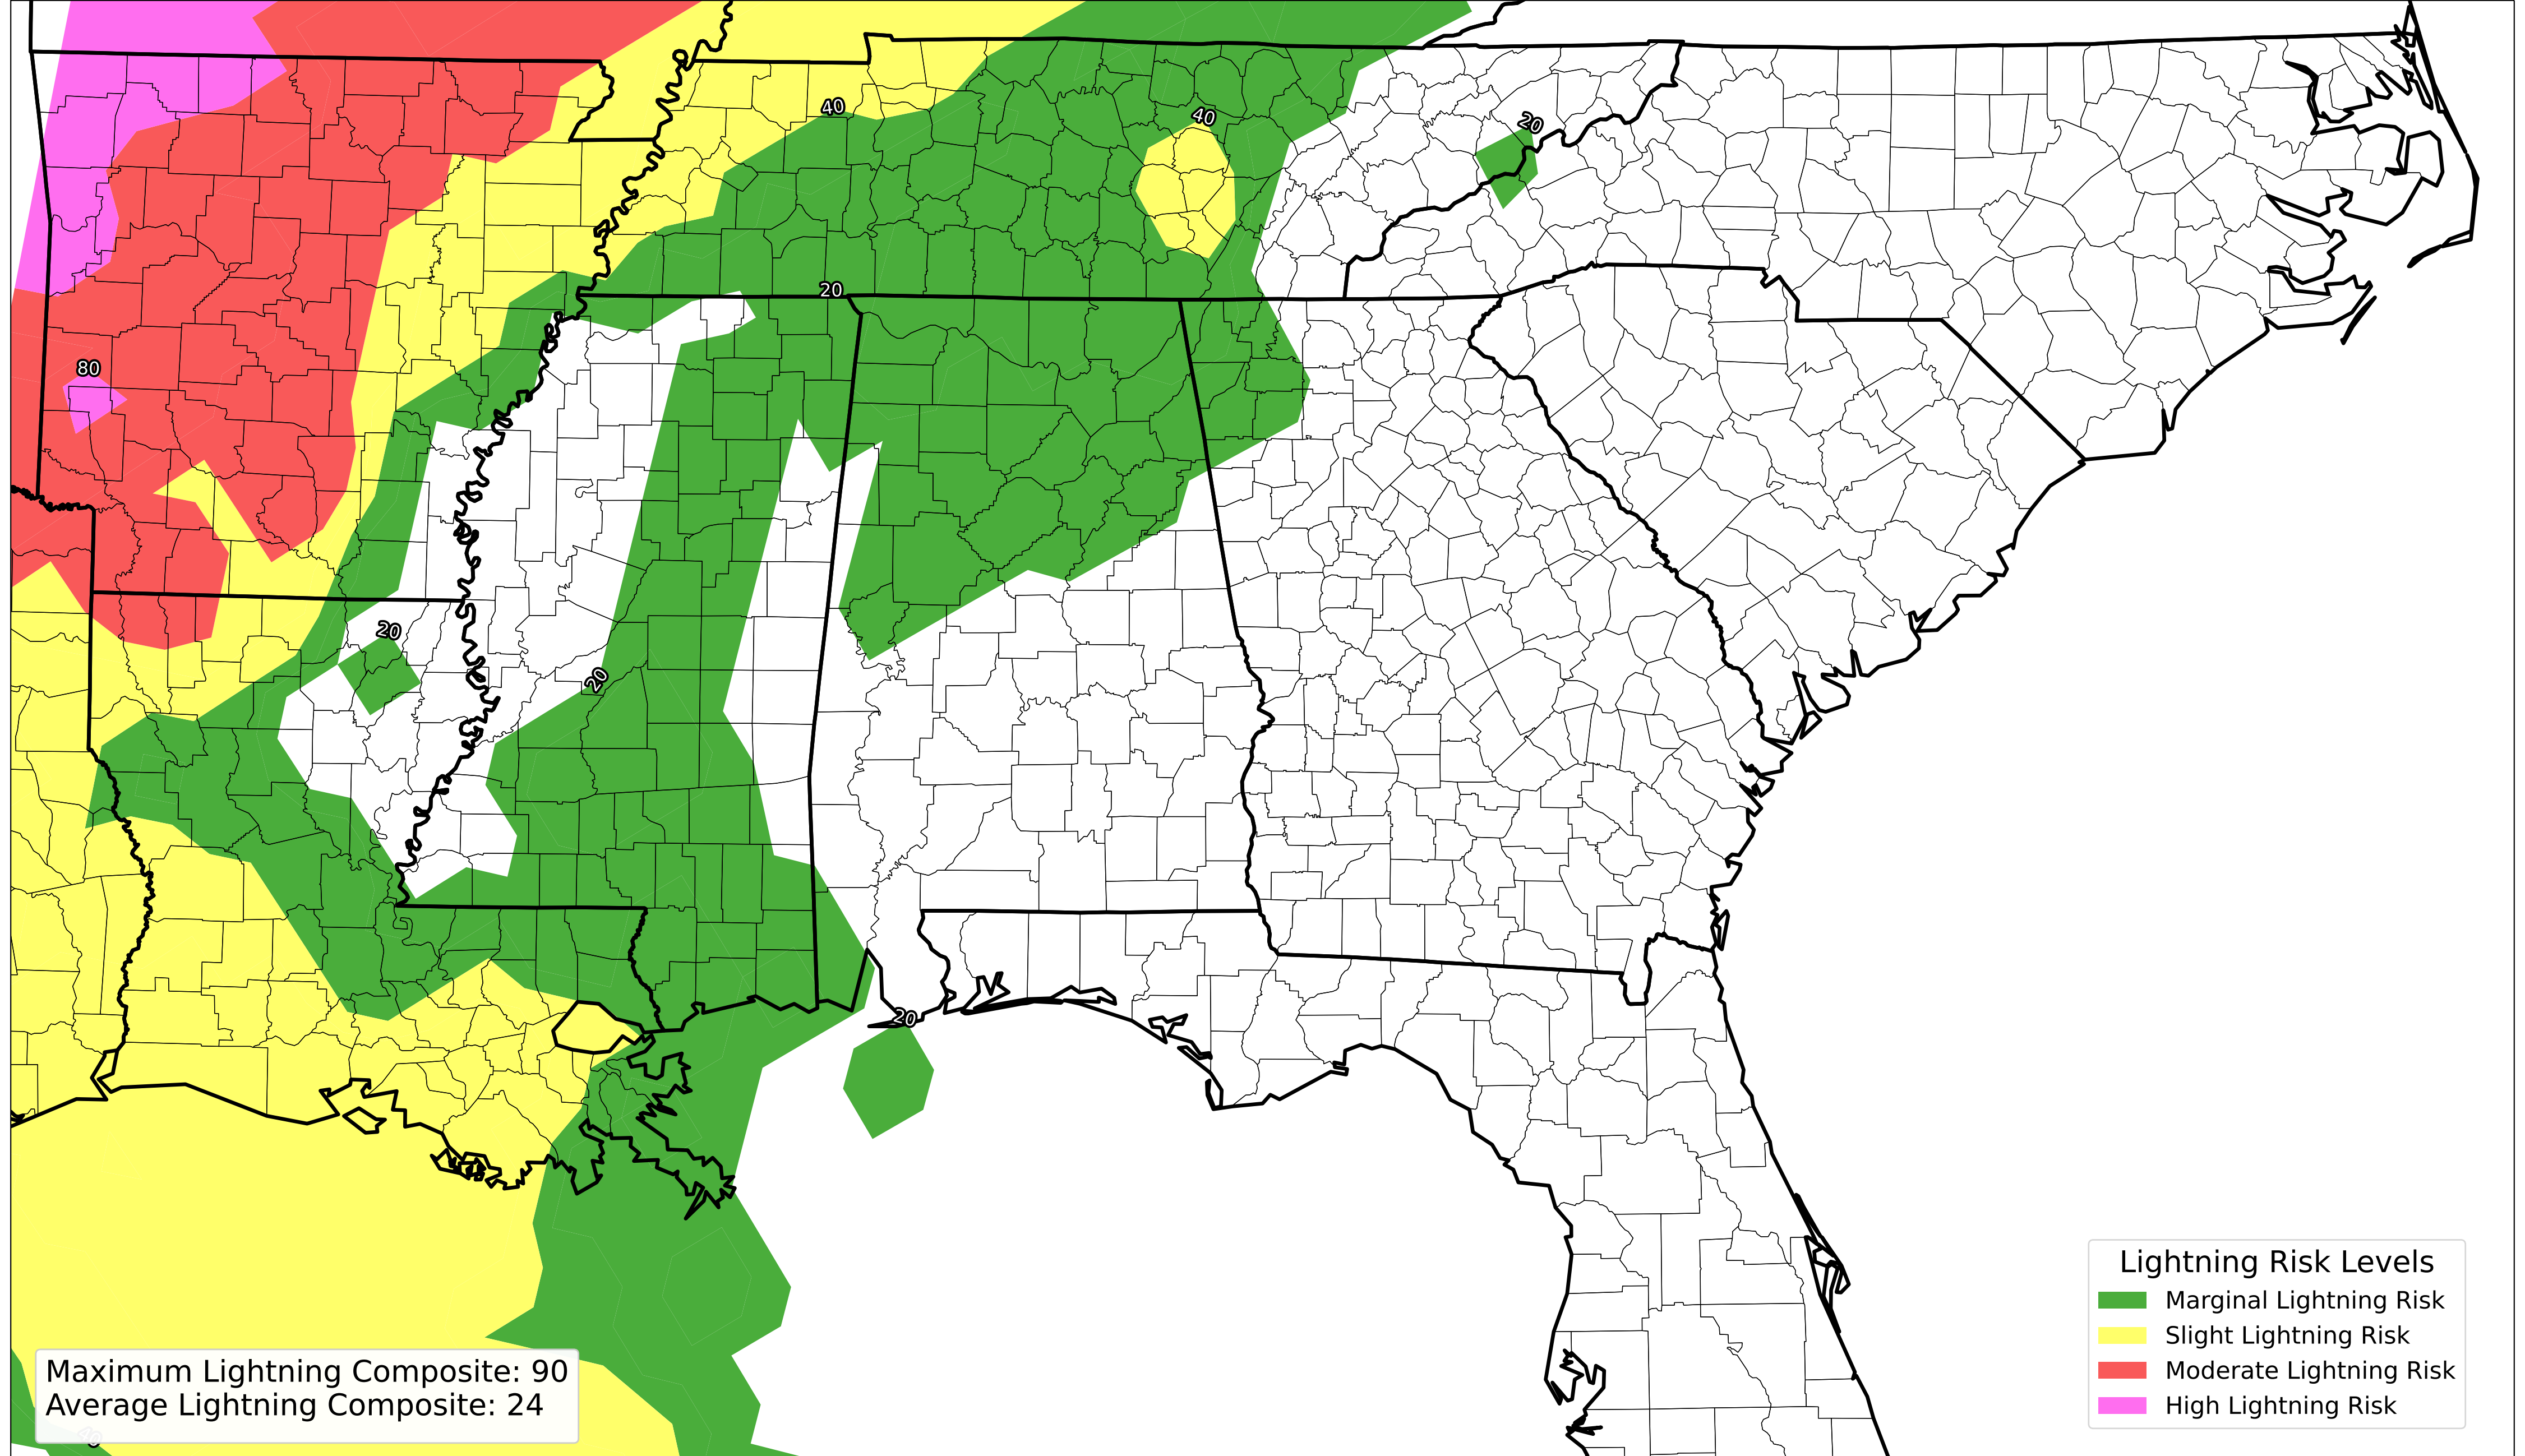 40
40
20
20
80
20
20
20
Lightning Risk Levels
Marginal Lightning Risk
Slight Lightning Risk
Moderate Lightning Risk
High Lightning Risk
Maximum Lightning Composite: 90
Average Lightning Composite: 24